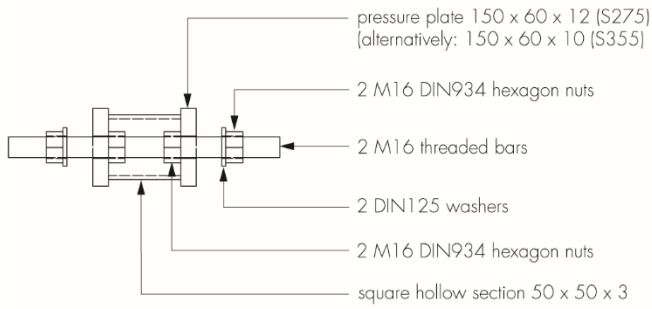 pressure plate 150 x 60 x 12 (S275)
(alternatively: 150 x 60 x 10 (S355)
2 M16 DIN934 hexagon nuts
2 M16 threaded bars
2 DIN125 washers
2 M16 DIN934 hexagon nuts
square hollow section 50 x 50 x 3